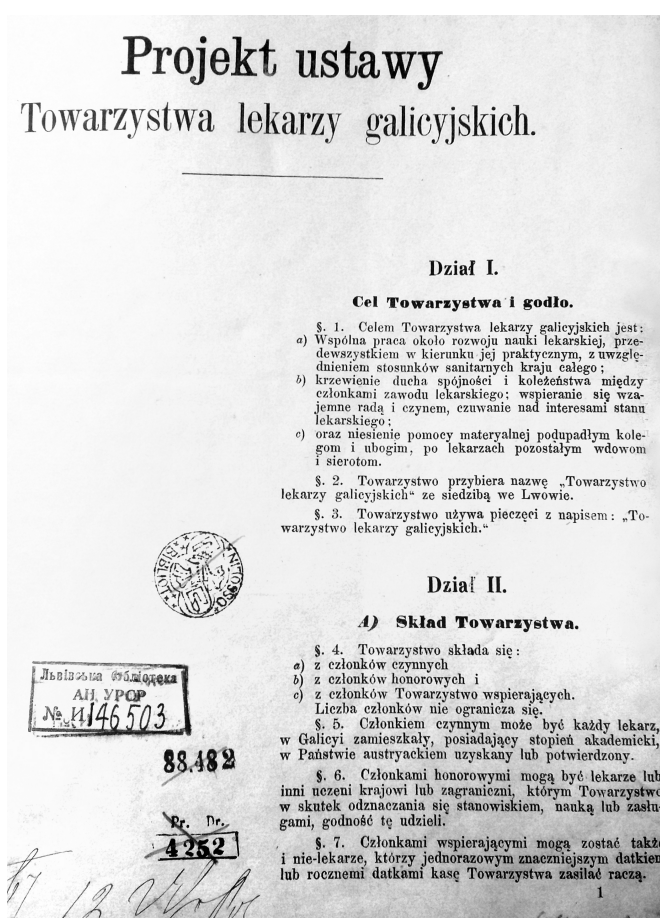 Projekt ustawy
Towarzystwa lekarzy galicyjskich.
Dział I.
Cel Towarzystwa i godło.
§. 1. Celem Towarzystwa lekarzy galicyjskich jest:
a) Wspólna praca około rozwoju nauki lekarskiej, prze-
dewszystkiem w kierunku jej praktycznym, z uwzglę-
dnieniem stosunków sanitarnych kraju całego;
b) krzewienie ducha spójności i koleżeństwa między
członkami zawodu lekarskiego; wspieranie się wza-
jemne radą i czynem, czuwanie nad interesami stanu
lekarskiego;
c) oraz niesienie pomocy materyalnej podupadłym kole-
gom i ubogim, po lekarzach pozostałym wdowom
i sierotom.
§. 2. Towarzystwo przybiera nazwę „Towarzystwo
lekarzy galicyjskich“ ze siedzibą we Lwowie.
§. 3. Towarzystwo używa pieczęci z napisem: „To-
warzystwo lekarzy galicyjskich.“
Dział II.
A) Skład Towarzystwa.
§. 4. Towarzystwo składa się:
a) z członków czynnych
b) z członków honorowych i
c) z członków Towarzystwo wspierających.
Liczba członków nie ogranicza się.
§. 5. Członkiem czynnym może być każdy lekarz,
w Galicyi zamieszkały, posiadający stopień akademicki,
w Państwie austryackiem uzyskany lub potwierdzony.
§. 6. Członkami honorowymi mogą być lekarze lub
inni uczeni krajowi lub zagraniczni, którym Towarzystwo
w skutek odznaczania się stanowiskiem, nauką lub zasłu-
gami, godność tę udzieli.
§. 7. Członkami wspierającymi mogą zostać także
i nie-lekarze, którzy jednorazowym znaczniejszym datkiem
lub rocznemi datkami kasę Towarzystwa zasilać raczą.
1
Львівська бібліотека
АН УРСР
№ И 146503
88.482
Pr. Dr.
4252
12